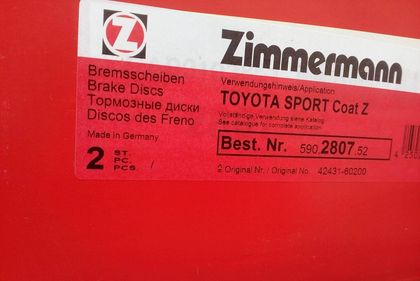 Z
Zimmermann
Bremsscheiben
Brake Discs
Тормозные диски
Discos des Freno
Made in Germany
2 ST. PC. PCS.
Verwendungshinweis/Application
TOYOTA SPORT Coat Z
Vollständige Verwendung siehe Katalog
See catalogue for complete application
Best. Nr. 590.2807.52
2 Original Nr. / Original No. 42431-60200